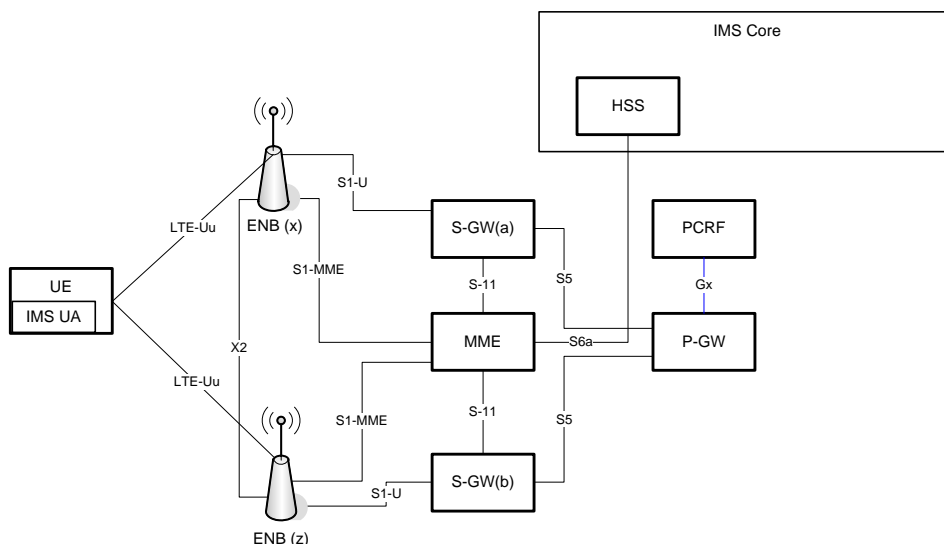 IMS Core
HSS
S1-U
ENB (x)
LTE-Uu
S-GW(a)
PCRF
S1-MME
S-11
S5
Gx
UE
IMS UA
X2
MME
S6a
P-GW
LTE-Uu
S1-MME
S-11
S5
S-GW(b)
S1-U
ENB (z)